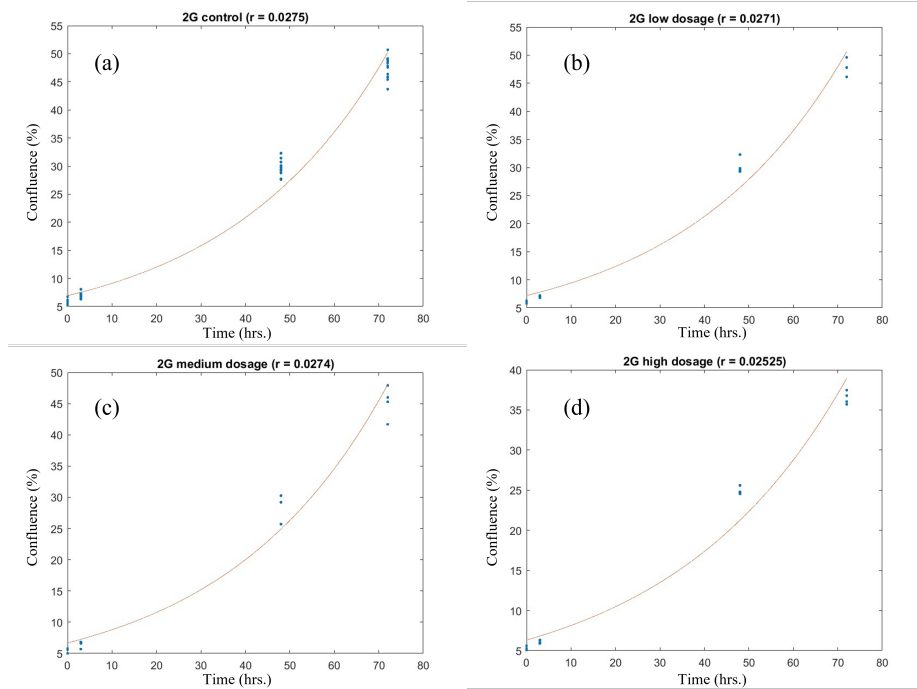 2G control (r = 0.0275)
(a)
Confluence (%)
55
50
45
40
35
30
25
20
15
10
5
0 10 20 30 40 50 60 70 80
Time (hrs.)
2G low dosage (r = 0.0271)
(b)
Confluence (%)
55
50
45
40
35
30
25
20
15
10
5
0 10 20 30 40 50 60 70 80
Time (hrs.)
2G medium dosage (r = 0.0274)
(c)
Confluence (%)
50
45
40
35
30
25
20
15
10
5
0 10 20 30 40 50 60 70 80
Time (hrs.)
2G high dosage (r = 0.02525)
(d)
Confluence (%)
40
35
30
25
20
15
10
5
0 10 20 30 40 50 60 70 80
Time (hrs.)